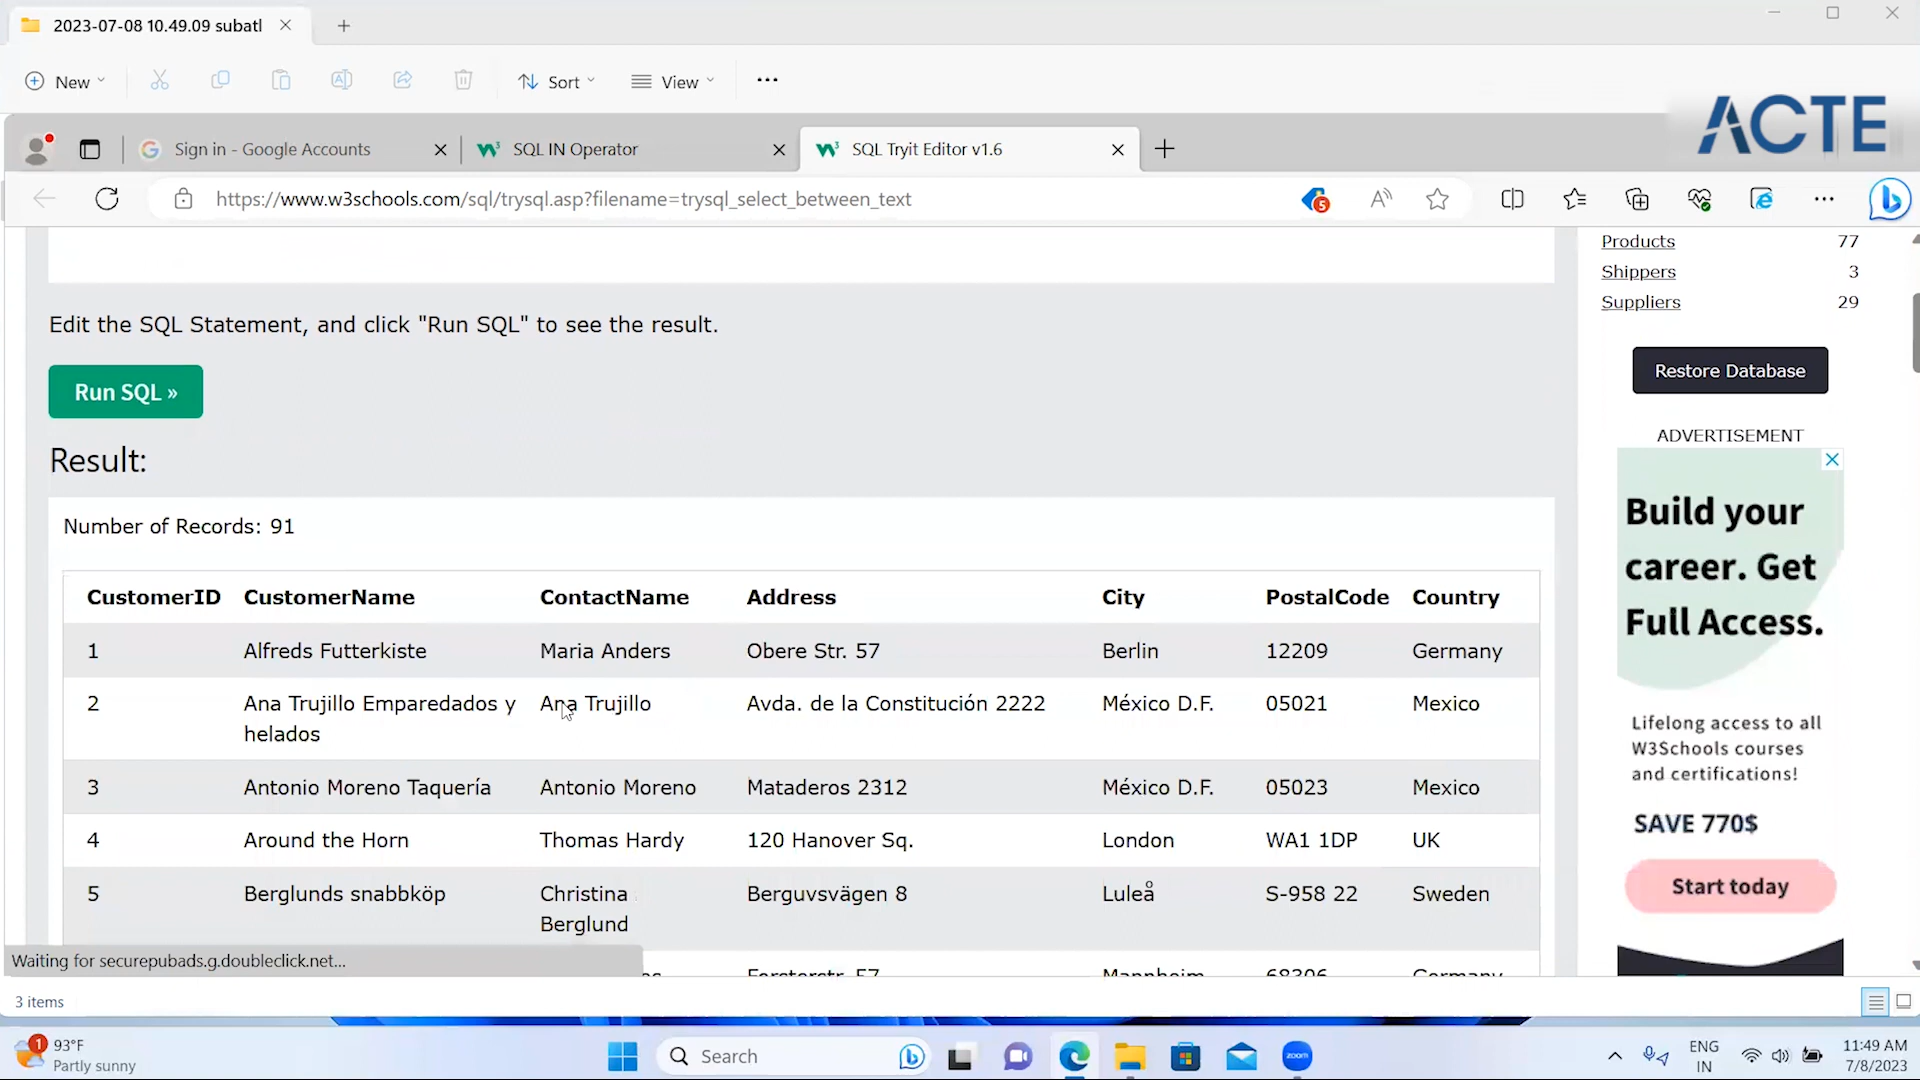 2023-07-08 10.49.09 subatl
New
Sort
View
ACTE
Sign in - Google Accounts
SQL IN Operator
SQL Tryit Editor v1.6
https://www.w3schools.com/sql/trysql.asp?filename=trysql_select_between_text
5
Products 77
Shippers 3
Suppliers 29
Edit the SQL Statement, and click "Run SQL" to see the result.
Run SQL »
Restore Database
Result:
Number of Records: 91
CustomerID CustomerName ContactName Address City PostalCode Country
1 Alfreds Futterkiste Maria Anders Obere Str. 57 Berlin 12209 Germany
2 Ana Trujillo Emparedados y helados Ana Trujillo Avda. de la Constitución 2222 México D.F. 05021 Mexico
3 Antonio Moreno Taquería Antonio Moreno Mataderos 2312 México D.F. 05023 Mexico
4 Around the Horn Thomas Hardy 120 Hanover Sq. London WA1 1DP UK
5 Berglunds snabbköp Christina Berglund Berguvsvägen 8 Luleå S-958 22 Sweden
Forsterstr. 57 Mannheim 68306 Germany
ADVERTISEMENT
Build your
career. Get
Full Access.
Lifelong access to all
W3Schools courses
and certifications!
SAVE 770$
Start today
Waiting for securepubads.g.doubleclick.net...
3 items
1
93°F
Partly sunny
Search
zoom
ENG
IN
11:49 AM
7/8/2023